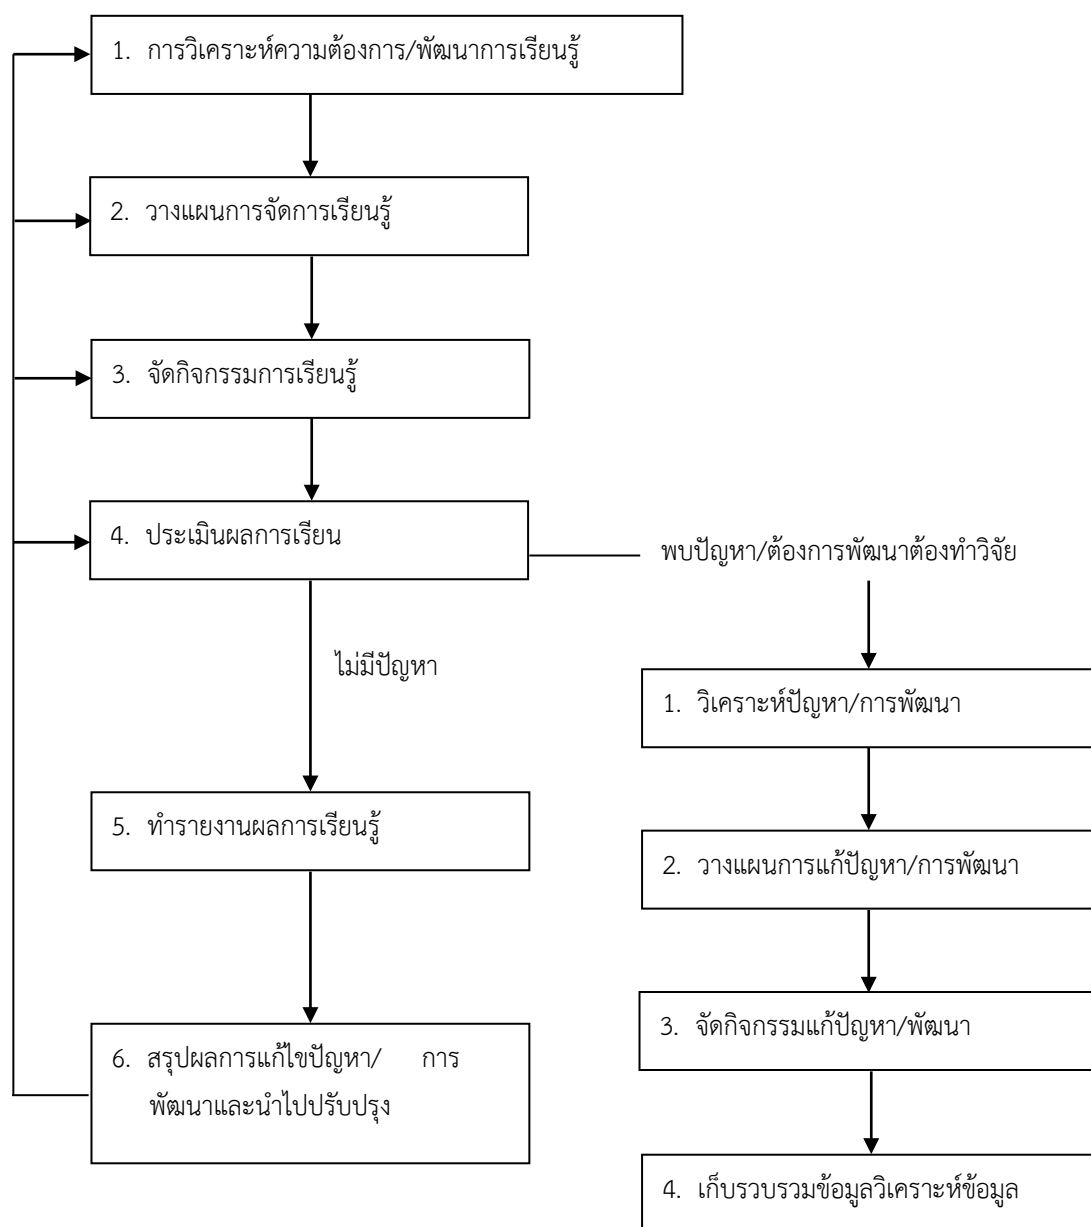 1. การวิเคราะห์ความต้องการ/พัฒนาการเรียนรู้
2. วางแผนการจัดการเรียนรู้
3. จัดกิจกรรมการเรียนรู้
4. ประเมินผลการเรียน
พบปัญหา/ต้องการพัฒนาต้องทำวิจัย
ไม่มีปัญหา
1. วิเคราะห์ปัญหา/การพัฒนา
5. ทำรายงานผลการเรียนรู้
2. วางแผนการแก้ปัญหา/การพัฒนา
3. จัดกิจกรรมแก้ปัญหา/พัฒนา
6. สรุปผลการแก้ไขปัญหา/ การ
พัฒนาและนำไปปรับปรุง
4. เก็บรวบรวมข้อมูลวิเคราะห์ข้อมูล